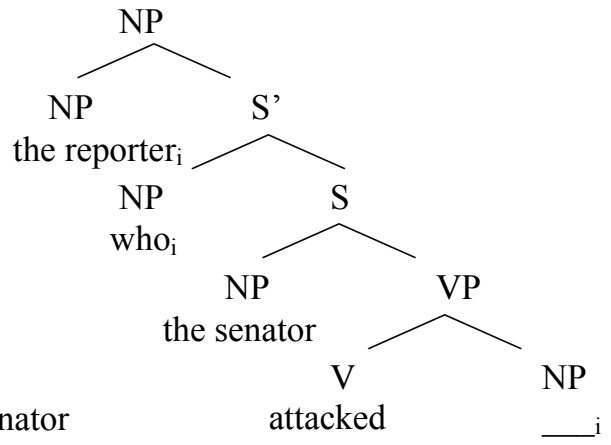 NP
NP S’
the reporterᵢ
NP S
whoᵢ
NP VP
the senator
V NP
nator attacked ___ᵢ